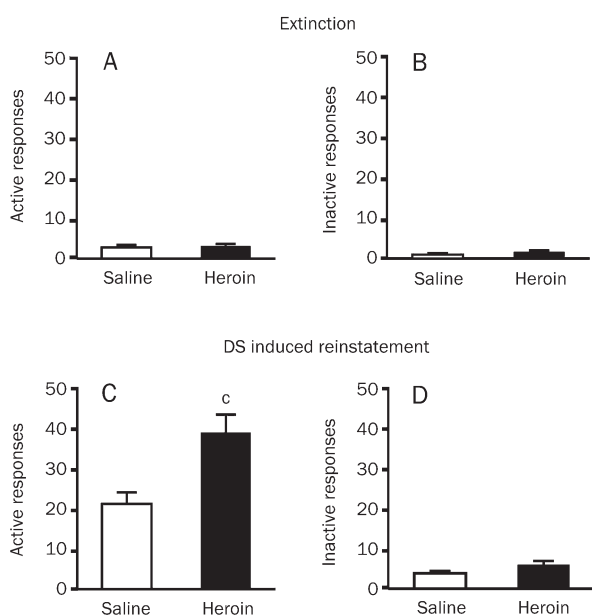 Extinction
A
B
Active responses
50
40
30
20
10
0
Saline Heroin
Inactive responses
50
40
30
20
10
0
Saline Heroin
DS induced reinstatement
C
D
Active responses
50
40
30
20
10
0
c
Saline Heroin
Inactive responses
50
40
30
20
10
0
Saline Heroin